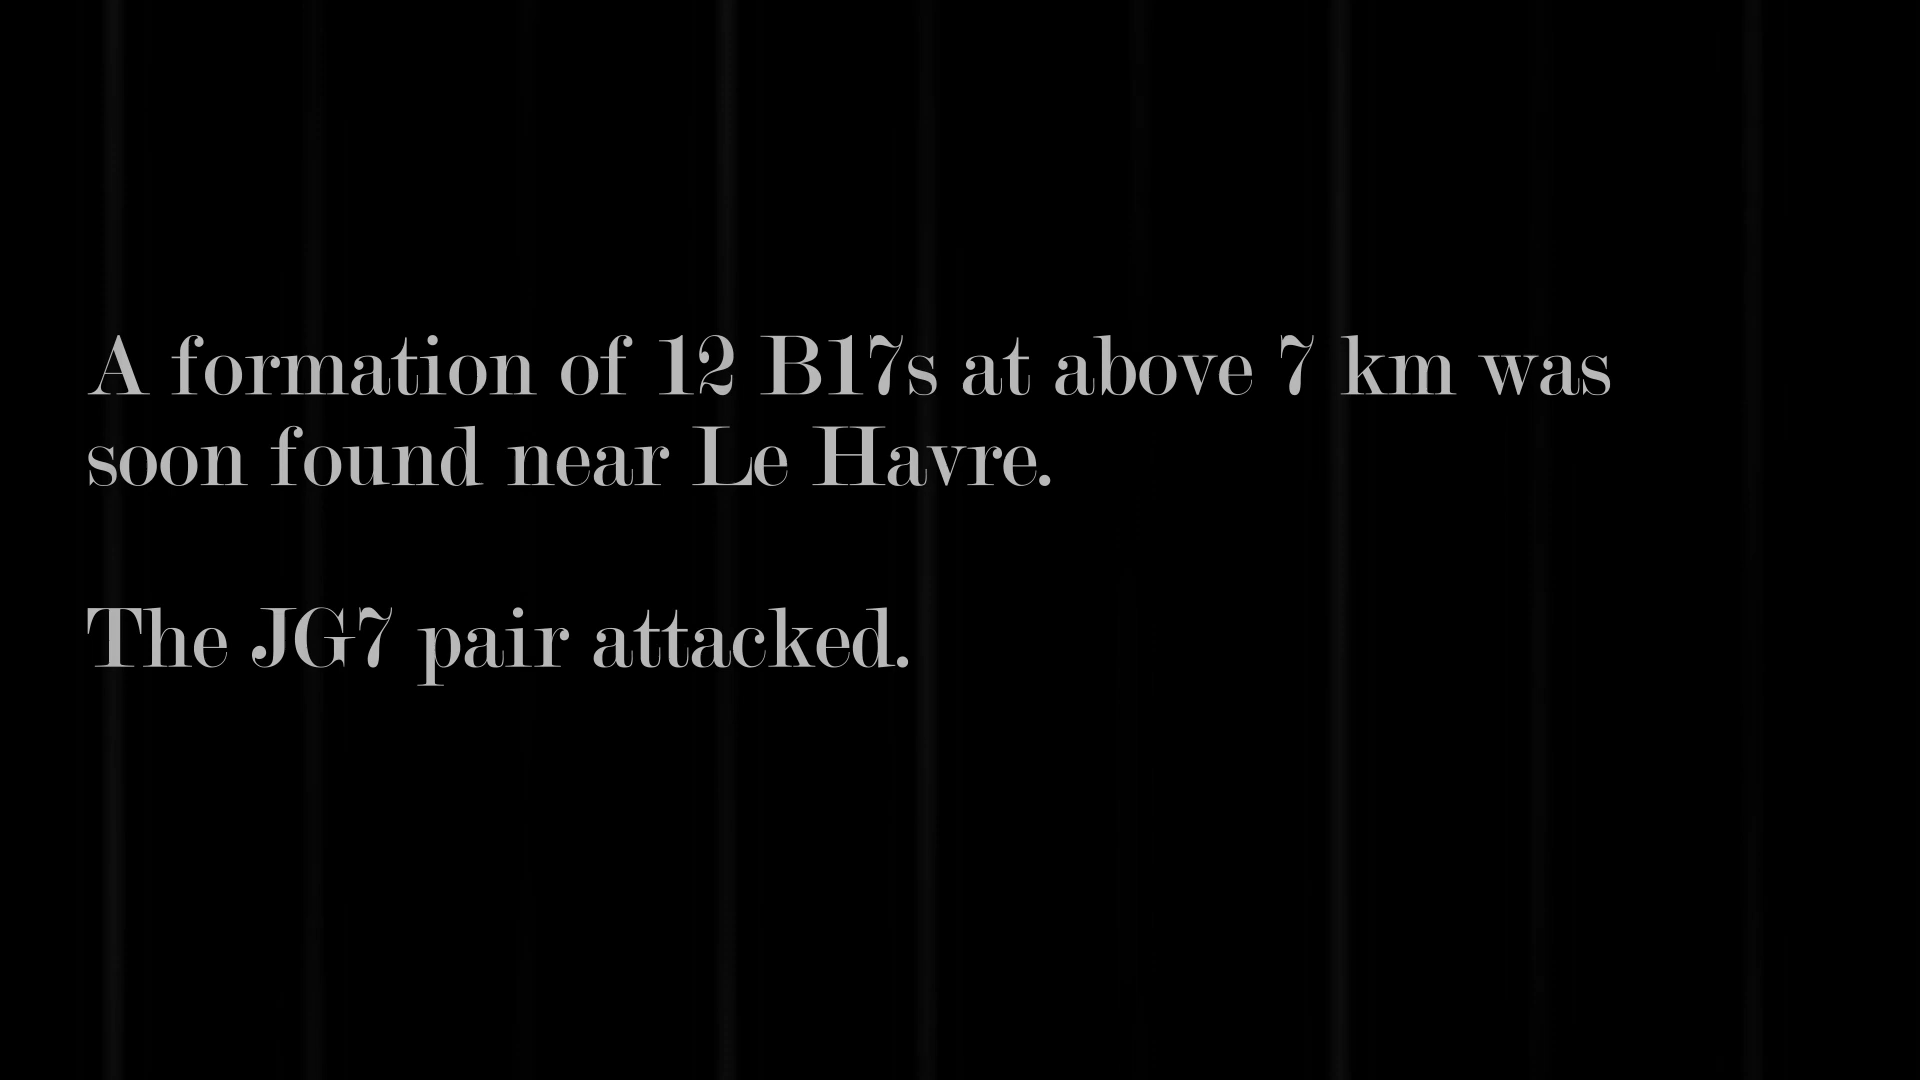 A formation of 12 B17s at above 7 km was
soon found near Le Havre.
The JG7 pair attacked.